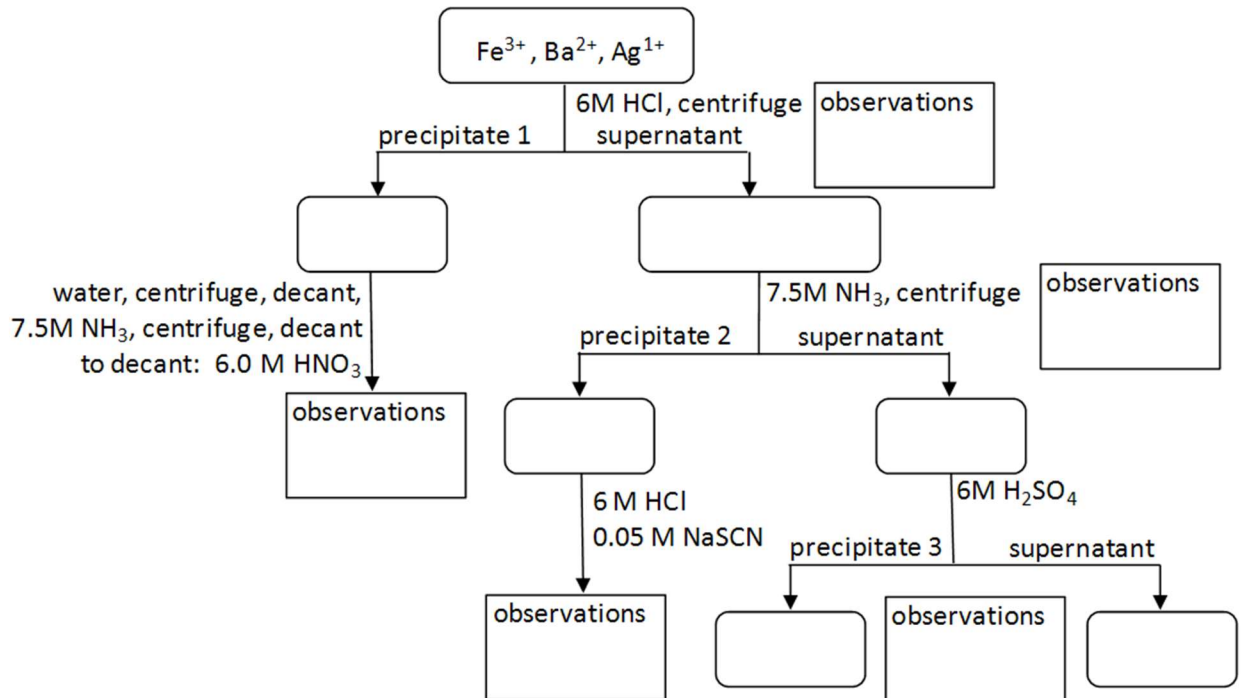 Fe³⁺, Ba²⁺, Ag¹⁺
6M HCl, centrifuge
observations
precipitate 1
supernatant
water, centrifuge, decant,
7.5M NH₃, centrifuge, decant
to decant: 6.0 M HNO₃
7.5M NH₃, centrifuge
observations
precipitate 2
supernatant
observations
6 M HCl
0.05 M NaSCN
6M H₂SO₄
precipitate 3
supernatant
observations
observations